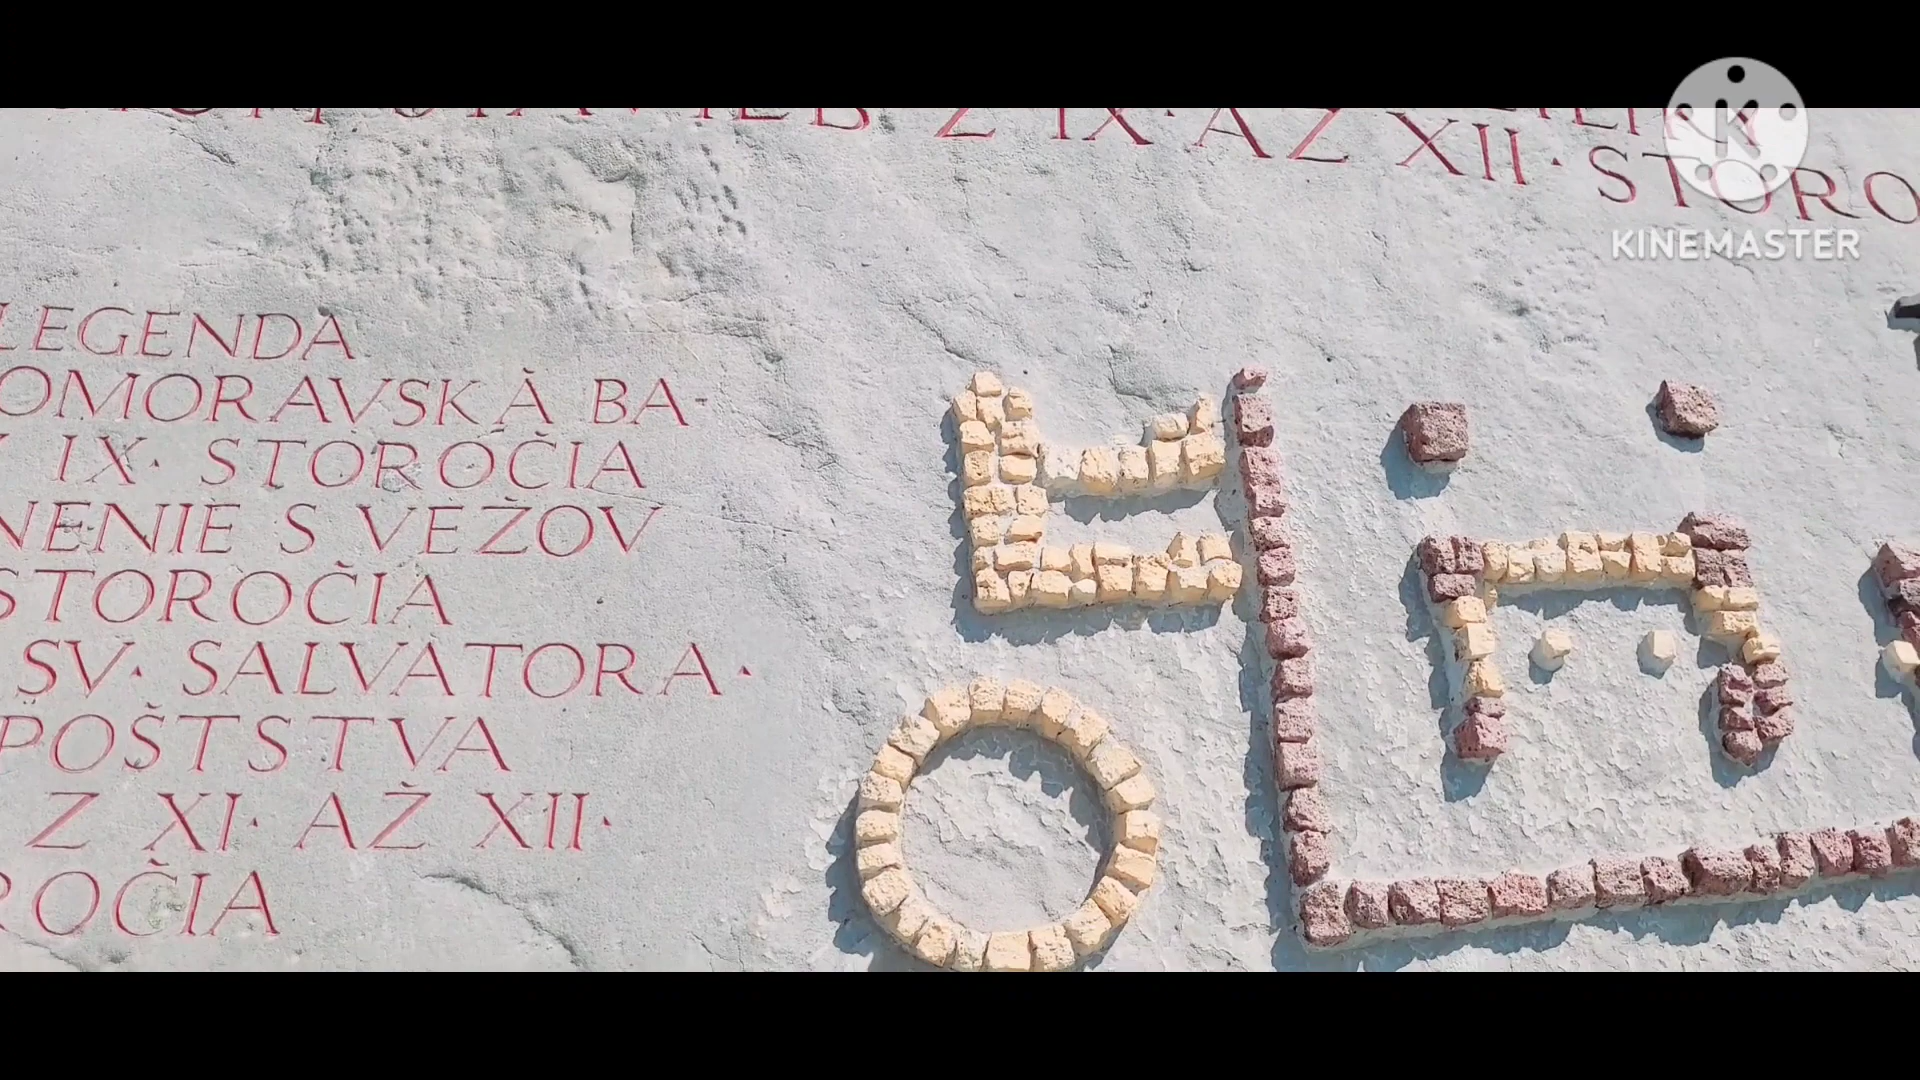 STAVIEB Z IX· AŽ XII· STORO
LEGENDA
OMORAVSKÁ BA-
IX· STOROČIA
NENIE S VEŽOV
STOROČIA
SV· SALVATORA·
POŠTSTVA
Z XI· AŽ XII·
ROČIA
K
KINEMASTER